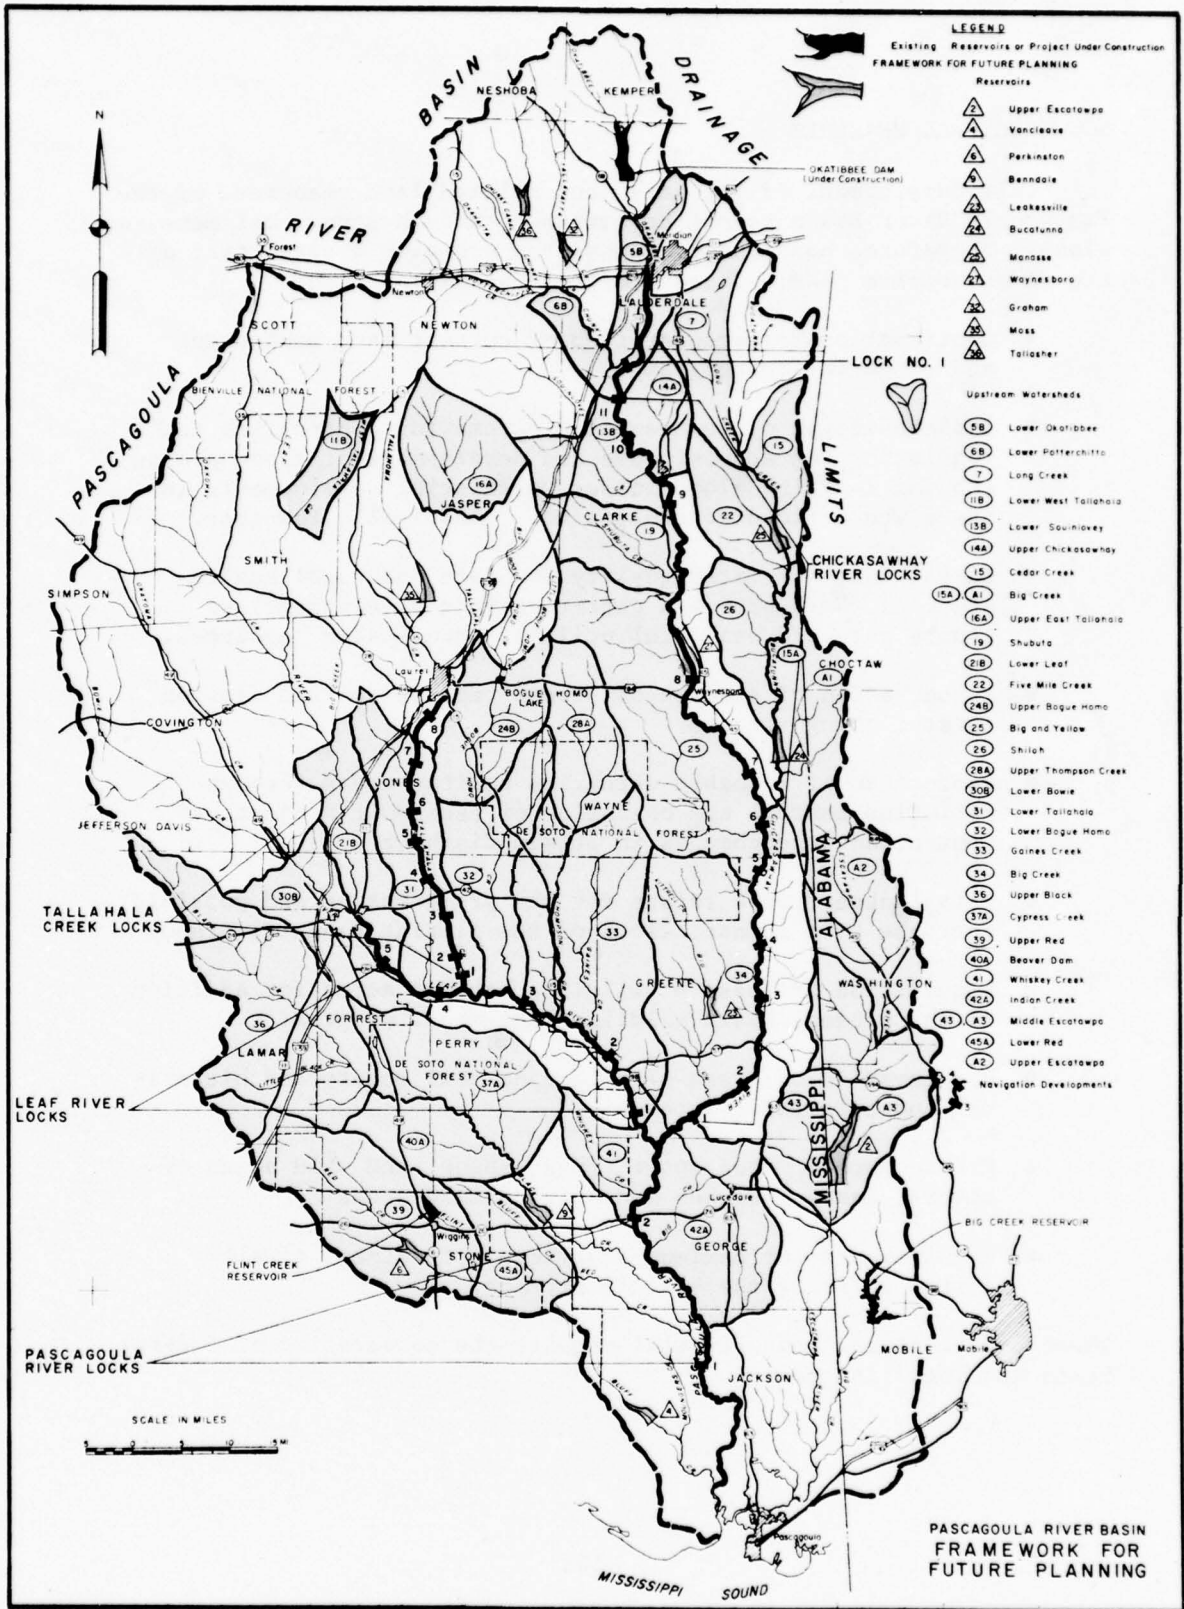 LEGEND
Existing Reservoirs or Project Under Construction
FRAMEWORK FOR FUTURE PLANNING
Reservoirs
2 Upper Escatawpa
4 Vancleave
6 Perkinston
9 Benndale
23 Leakesville
24 Bucatunna
25 Manasse
27 Waynesboro
32 Graham
35 Moss
36 Tallasher
Upstream Watersheds
5B Lower Okatibbee
6B Lower Potterchitto
7 Long Creek
11B Lower West Tallahala
13B Lower Souinlovey
14A Upper Chickasawhay
15 Cedar Creek
15A, A1 Big Creek
16A Upper East Tallahala
19 Shubuta
21B Lower Leaf
22 Five Mile Creek
24B Upper Bogue Homo
25 Big and Yellow
26 Shiloh
28A Upper Thompson Creek
30B Lower Bowie
31 Lower Tallahala
32 Lower Bogue Homo
33 Gaines Creek
34 Big Creek
36 Upper Black
37A Cypress Creek
39 Upper Red
40A Beaver Dam
41 Whiskey Creek
42A Indian Creek
43, A3 Middle Escatawpa
45A Lower Red
A2 Upper Escatawpa
Navigation Developments
PASCAGOULA RIVER BASIN DRAINAGE LIMITS
N
NESHOBA
KEMPER
OKATIBBEE DAM
(Under Construction)
Forest
Meridian
Newton
SCOTT
NEWTON
LAUDERDALE
LOCK NO. 1
BIENVILLE NATIONAL FOREST
JASPER
CLARKE
SMITH
SIMPSON
CHICKASAWHAY
RIVER LOCKS
CHOCTAW
Laurel
BOGUE HOMO
LAKE
Waynesboro
COVINGTON
JONES
WAYNE
JEFFERSON DAVIS
DE SOTO NATIONAL FOREST
ALABAMA
MISSISSIPPI
TALLAHALA
CREEK LOCKS
GREENE
WASHINGTON
FORREST
LAMAR
PERRY
DE SOTO NATIONAL
FOREST
LITTLE BLACK CR
LEAF RIVER
LOCKS
Lucedale
GEORGE
BIG CREEK RESERVOIR
Wiggins
STONE
FLINT CREEK
RESERVOIR
PASCAGOULA
RIVER LOCKS
MOBILE
Mobile
JACKSON
SCALE IN MILES
5 0 5 10 15 MI
Pascagoula
MISSISSIPPI SOUND
PASCAGOULA RIVER BASIN
FRAMEWORK FOR
FUTURE PLANNING